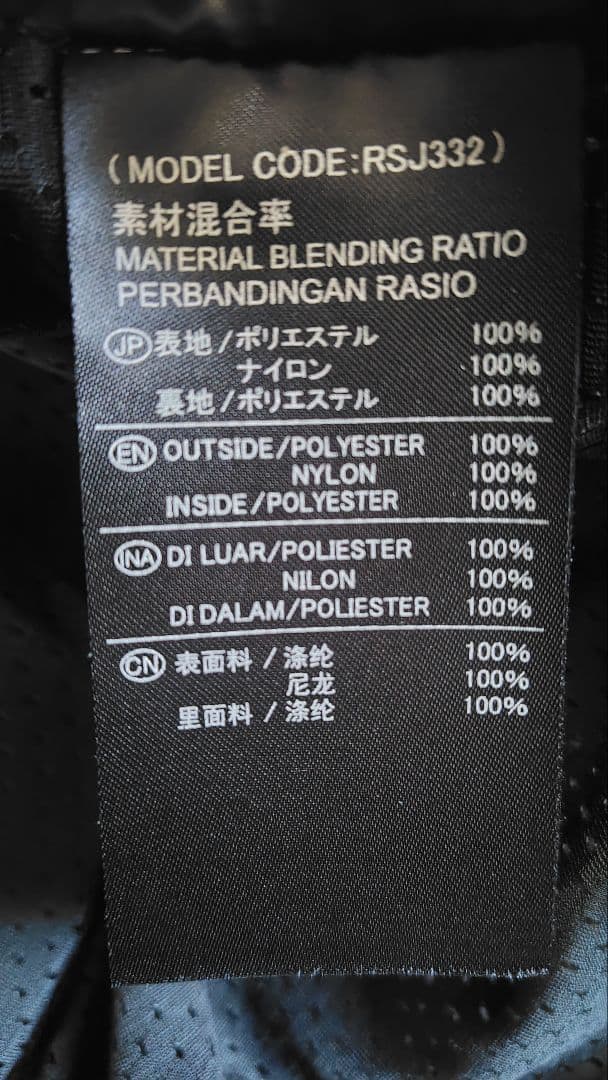 (MODEL CODE:RSJ332)
素材混合率
MATERIAL BLENDING RATIO
PERBANDINGAN RASIO
JP 表地/ポリエステル 100%
ナイロン 100%
裏地/ポリエステル 100%
EN OUTSIDE/POLYESTER 100%
NYLON 100%
INSIDE/POLYESTER 100%
INA DI LUAR/POLIESTER 100%
NILON 100%
DI DALAM/POLIESTER 100%
CN 表面料 / 涤纶 100%
尼龙 100%
里面料 / 涤纶 100%